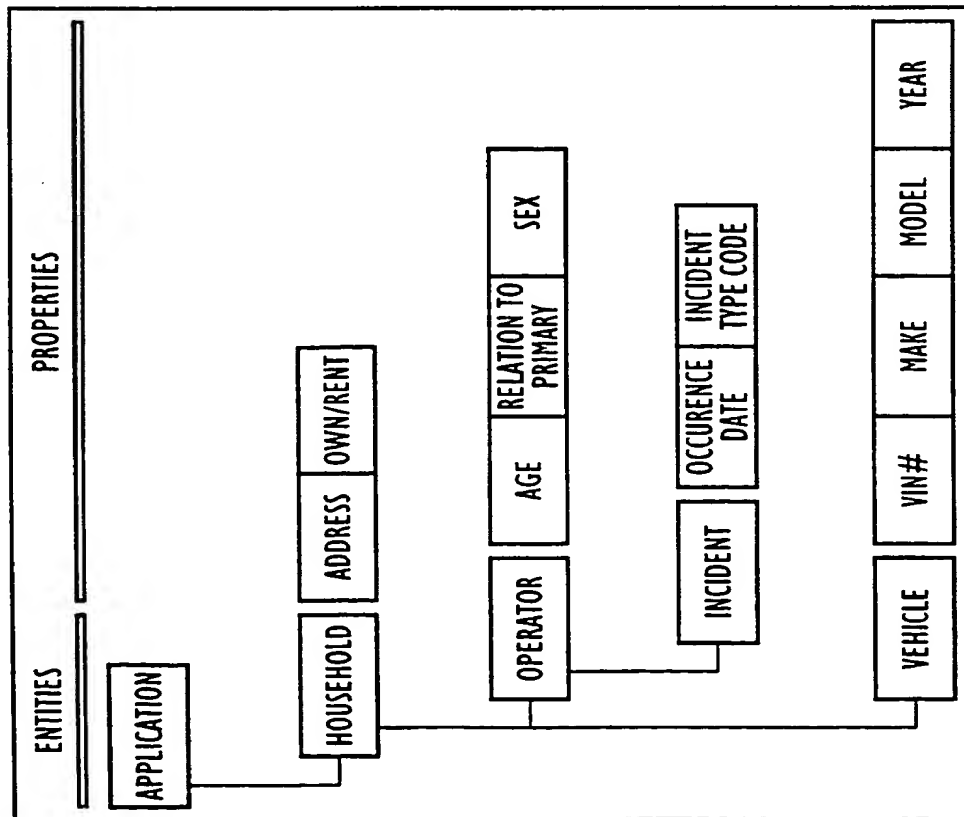 ENTITIES
PROPERTIES
APPLICATION
HOUSEHOLD
ADDRESS
OWN/RENT
OPERATOR
AGE
RELATION TO
PRIMARY
SEX
INCIDENT
OCCURENCE
DATE
INCIDENT
TYPE CODE
VEHICLE
VIN#
MAKE
MODEL
YEAR